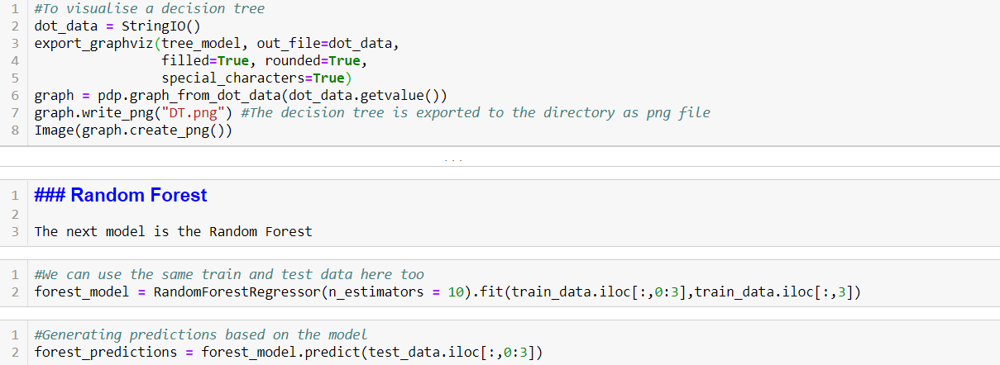 1 #To visualise a decision tree
2 dot_data = StringIO()
3 export_graphviz(tree_model, out_file=dot_data,
4                 filled=True, rounded=True,
5                 special_characters=True)
6 graph = pdp.graph_from_dot_data(dot_data.getvalue())
7 graph.write_png("DT.png") #The decision tree is exported to the directory as png file
8 Image(graph.create_png())
...
1 ### Random Forest
2
3 The next model is the Random Forest
1 #We can use the same train and test data here too
2 forest_model = RandomForestRegressor(n_estimators = 10).fit(train_data.iloc[:,0:3],train_data.iloc[:,3])
1 #Generating predictions based on the model
2 forest_predictions = forest_model.predict(test_data.iloc[:,0:3])